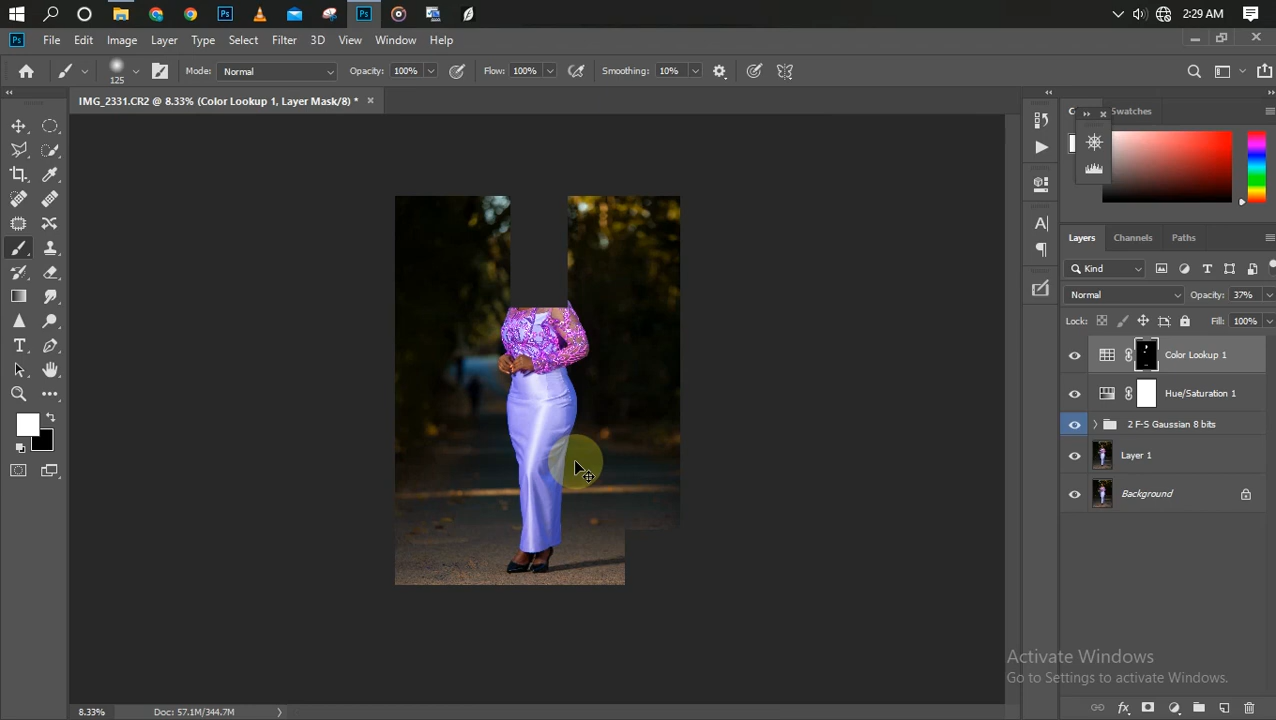 2:29 AM
Ps File Edit Image Layer Type Select Filter 3D View Window Help
125 Mode: Normal Opacity: 100% Flow: 100% Smoothing: 10%
IMG_2331.CR2 @ 8.33% (Color Lookup 1, Layer Mask/8) *
Swatches
Layers Channels Paths
Kind
Normal Opacity: 37%
Lock: Fill: 100%
Color Lookup 1
Hue/Saturation 1
2 F-S Gaussian 8 bits
Layer 1
Background
Activate Windows
Go to Settings to activate Windows.
8.33% Doc: 57.1M/344.7M